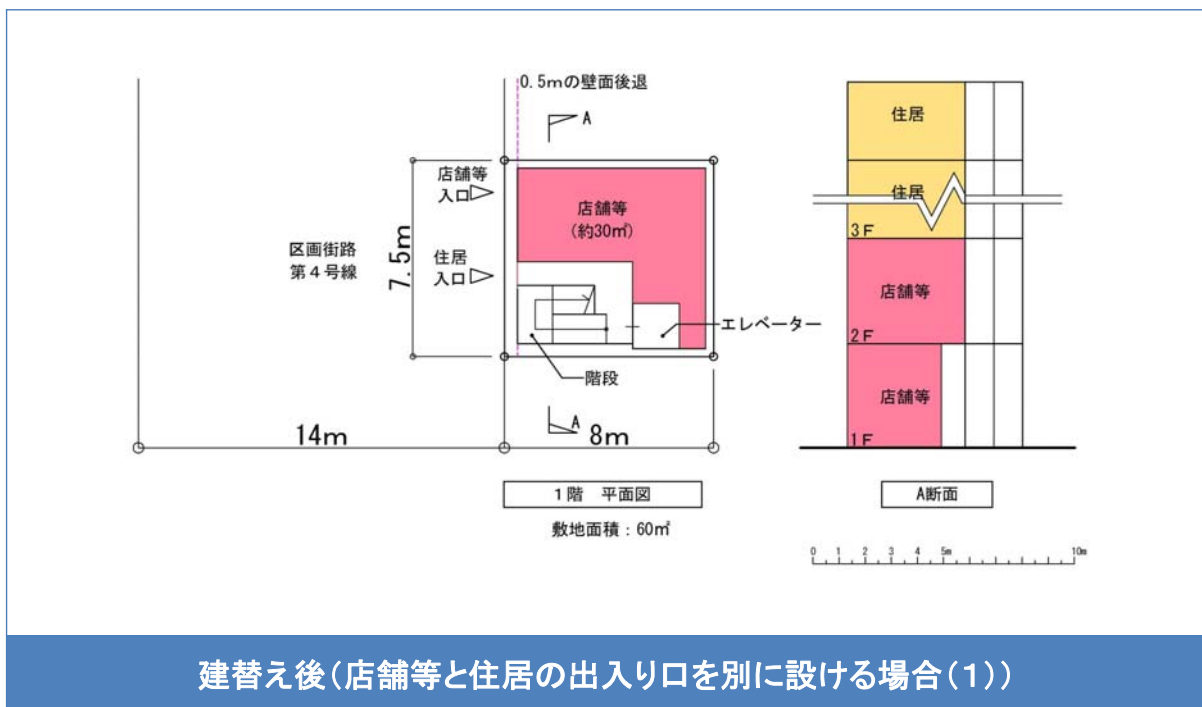 0.5mの壁面後退
A
店舗等
入口
店舗等
(約30㎡)
区画街路
第4号線
7.5m
住居
入口
エレベーター
階段
A
14m
8m
1階 平面図
敷地面積:60㎡
住居
住居
3F
店舗等
2F
店舗等
1F
A断面
0 1 2 3 4 5m 10m
建替え後(店舗等と住居の出入り口を別に設ける場合(1))